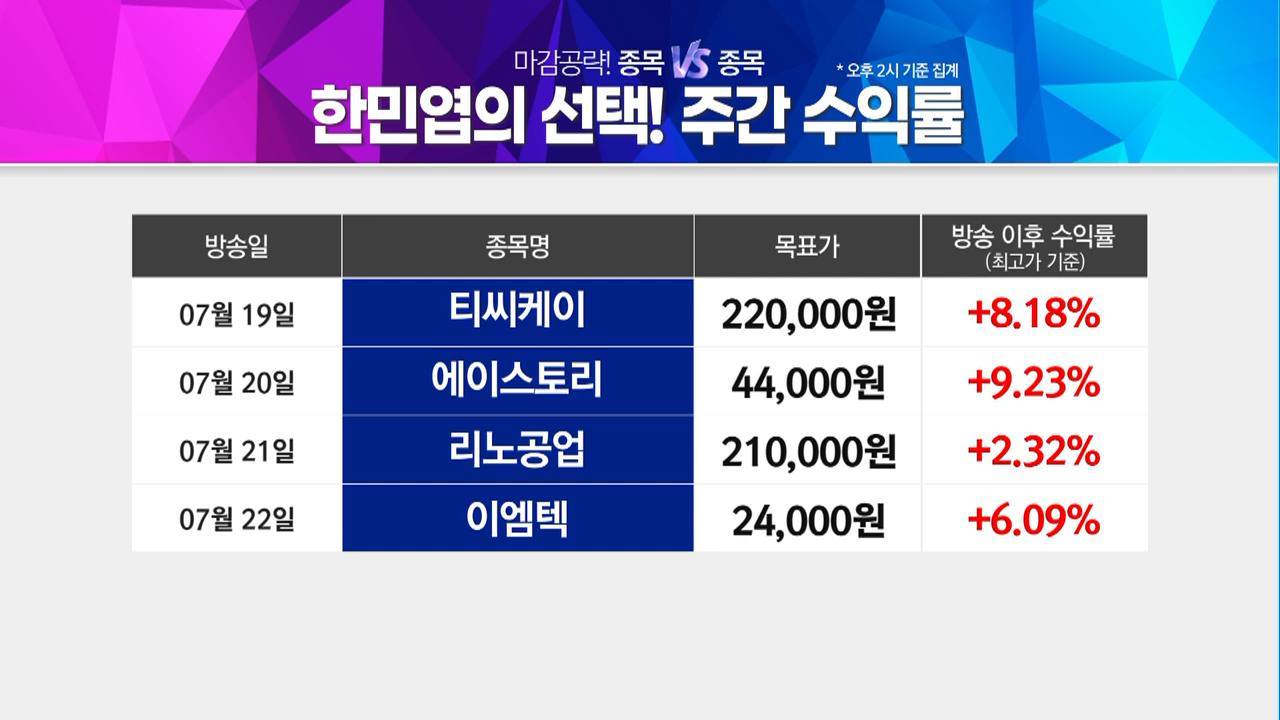 마감공략! 종목 VS 종목
* 오후 2시 기준 집계
한민엽의 선택! 주간 수익률
방송일 종목명 목표가 방송 이후 수익률
(최고가 기준)
07월 19일 티씨케이 220,000원 +8.18%
07월 20일 에이스토리 44,000원 +9.23%
07월 21일 리노공업 210,000원 +2.32%
07월 22일 이엠텍 24,000원 +6.09%